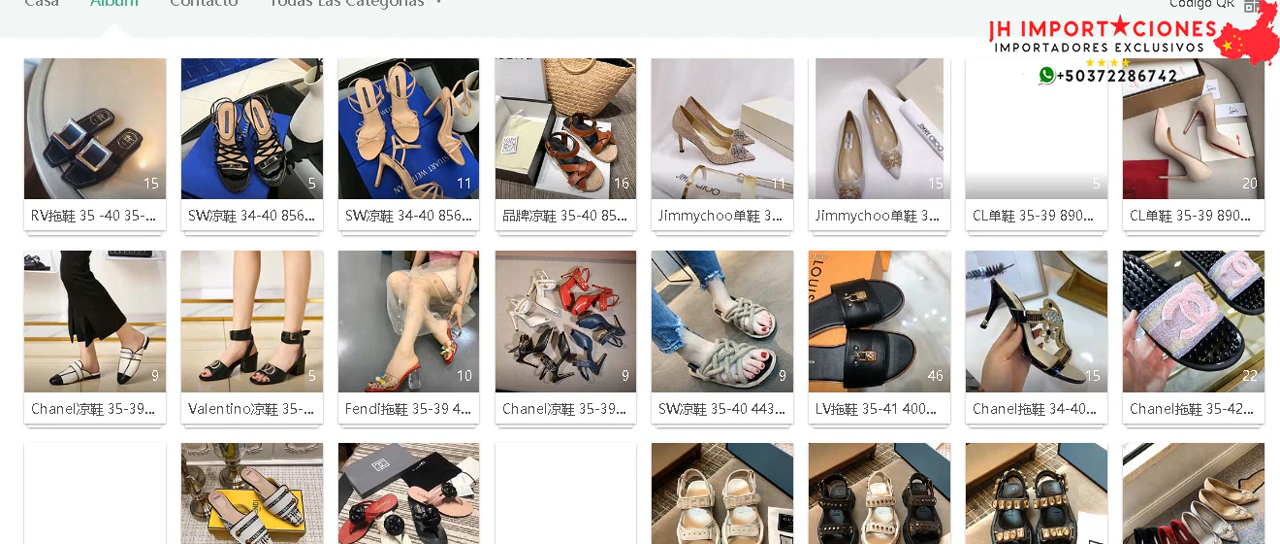 Casa Álbum Contacto Todas Las Categorías
Código QR
JH IMPORT★CIONES
IMPORTADORES EXCLUSIVOS
+50372286742
15
5
11
16
11
15
5
20
RV拖鞋 35 -40 35-...
SW凉鞋 34-40 856...
SW凉鞋 34-40 856...
品牌凉鞋 35-40 85...
Jimmychoo单鞋 3...
Jimmychoo单鞋 3...
CL单鞋 35-39 890...
CL单鞋 35-39 890...
STUART WEITZMAN
JIMMY CHOO
LOUIS
9
5
10
9
9
46
15
22
Chanel凉鞋 35-39...
Valentino凉鞋 35-...
Fendi拖鞋 35-39 4...
Chanel凉鞋 35-39...
SW凉鞋 35-40 443...
LV拖鞋 35-41 400...
Chanel拖鞋 34-40...
Chanel拖鞋 35-42...